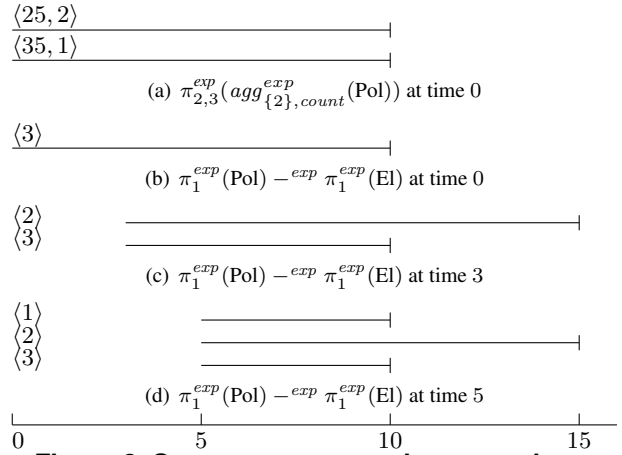 ⟨25, 2⟩
⟨35, 1⟩
(a) π^{exp}_{2,3}(agg^{exp}_{{2},count}(Pol)) at time 0
⟨3⟩
(b) π^{exp}_1(Pol) −^{exp} π^{exp}_1(El) at time 0
⟨2⟩
⟨3⟩
(c) π^{exp}_1(Pol) −^{exp} π^{exp}_1(El) at time 3
⟨1⟩
⟨2⟩
⟨3⟩
(d) π^{exp}_1(Pol) −^{exp} π^{exp}_1(El) at time 5
0 5 10 15